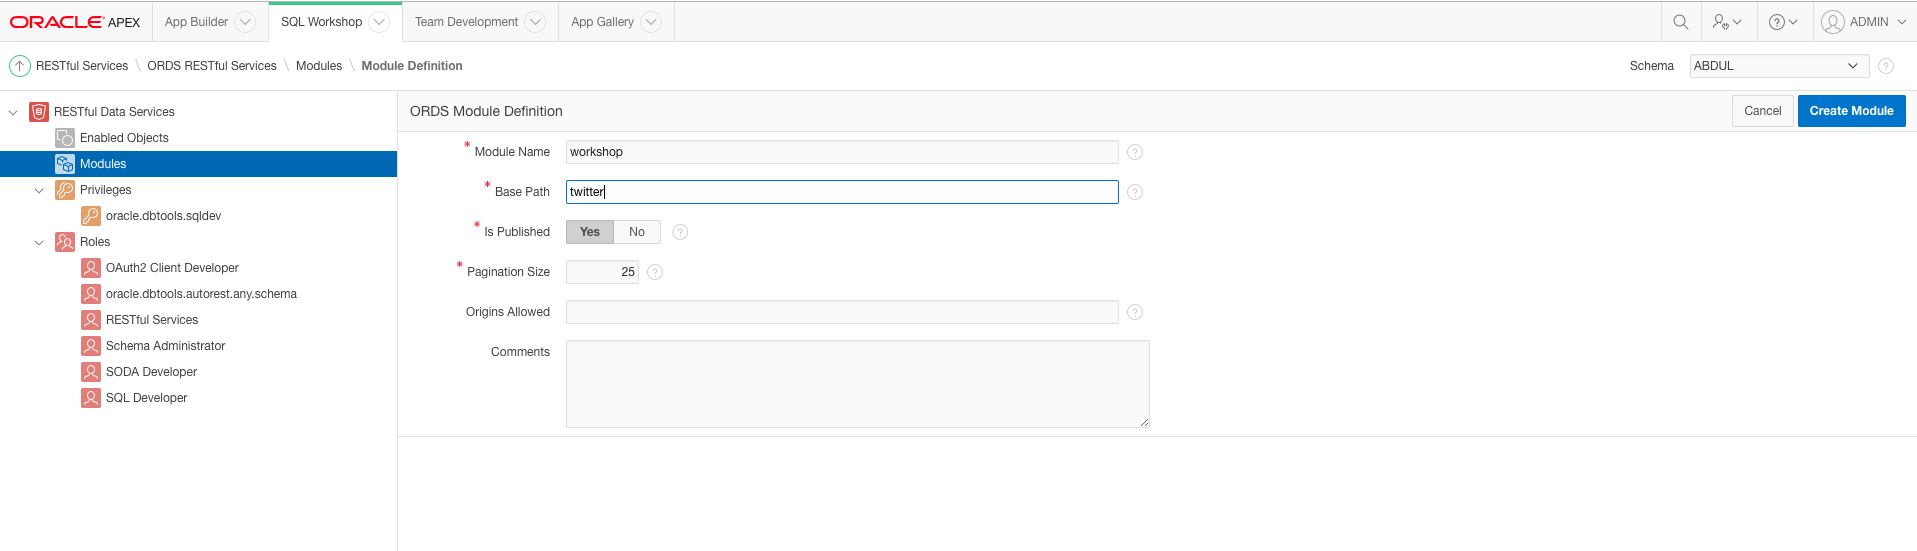 ORACLE APEX App Builder SQL Workshop Team Development App Gallery ADMIN
RESTful Services \ ORDS RESTful Services \ Modules \ Module Definition Schema ABDUL ?
RESTful Data Services
Enabled Objects
Modules
Privileges
oracle.dbtools.sqldev
Roles
OAuth2 Client Developer
oracle.dbtools.autorest.any.schema
RESTful Services
Schema Administrator
SODA Developer
SQL Developer
ORDS Module Definition Cancel Create Module
* Module Name workshop ?
* Base Path twitter ?
* Is Published Yes No ?
* Pagination Size 25 ?
Origins Allowed ?
Comments